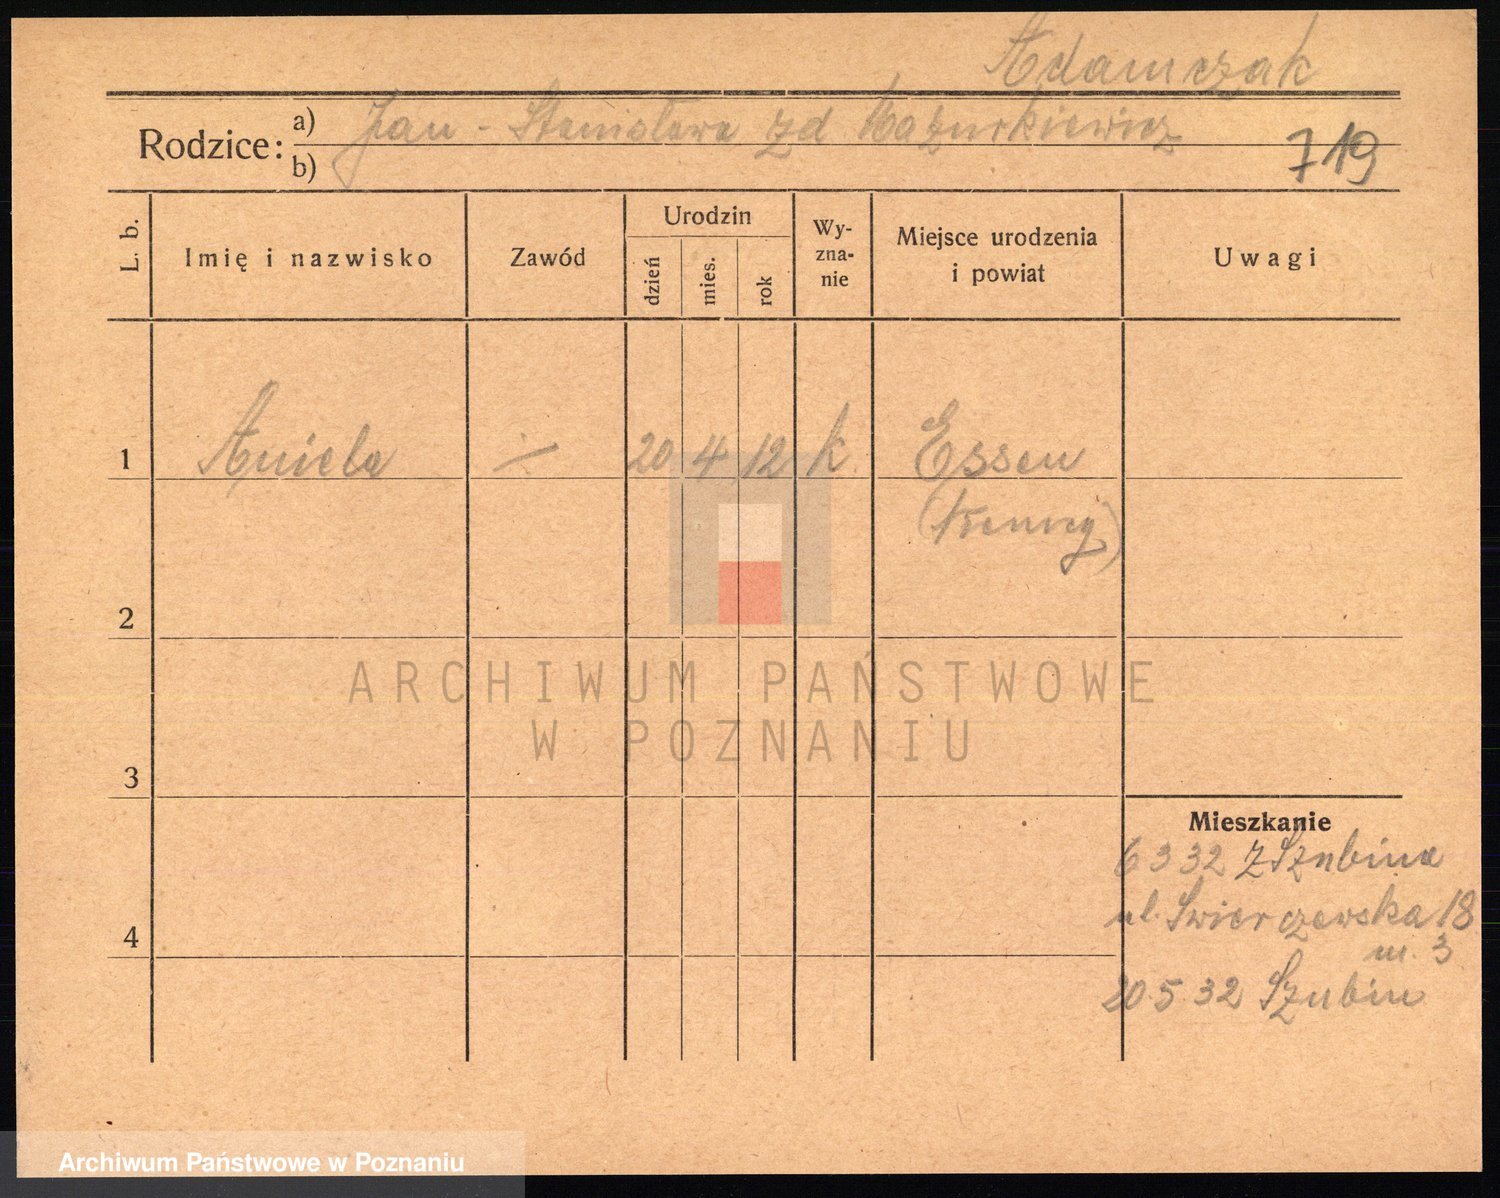 Adamczak
Rodzice: a) Jan - Stanisława zd Mazurkiewicz
b)
719
L. b.
Imię i nazwisko
Zawód
Urodzin
dzień
mies.
rok
Wy-
zna-
nie
Miejsce urodzenia
i powiat
Uwagi
1 Aniela — 20 4 12 k Essen
(Niemcy)
2
ARCHIWUM PAŃSTWOWE
W POZNANIU
3
Mieszkanie
6 3 32 z Szubina
ul. Swierczewska 18
m. 3
4
20 5 32 Szubin
Archiwum Państwowe w Poznaniu